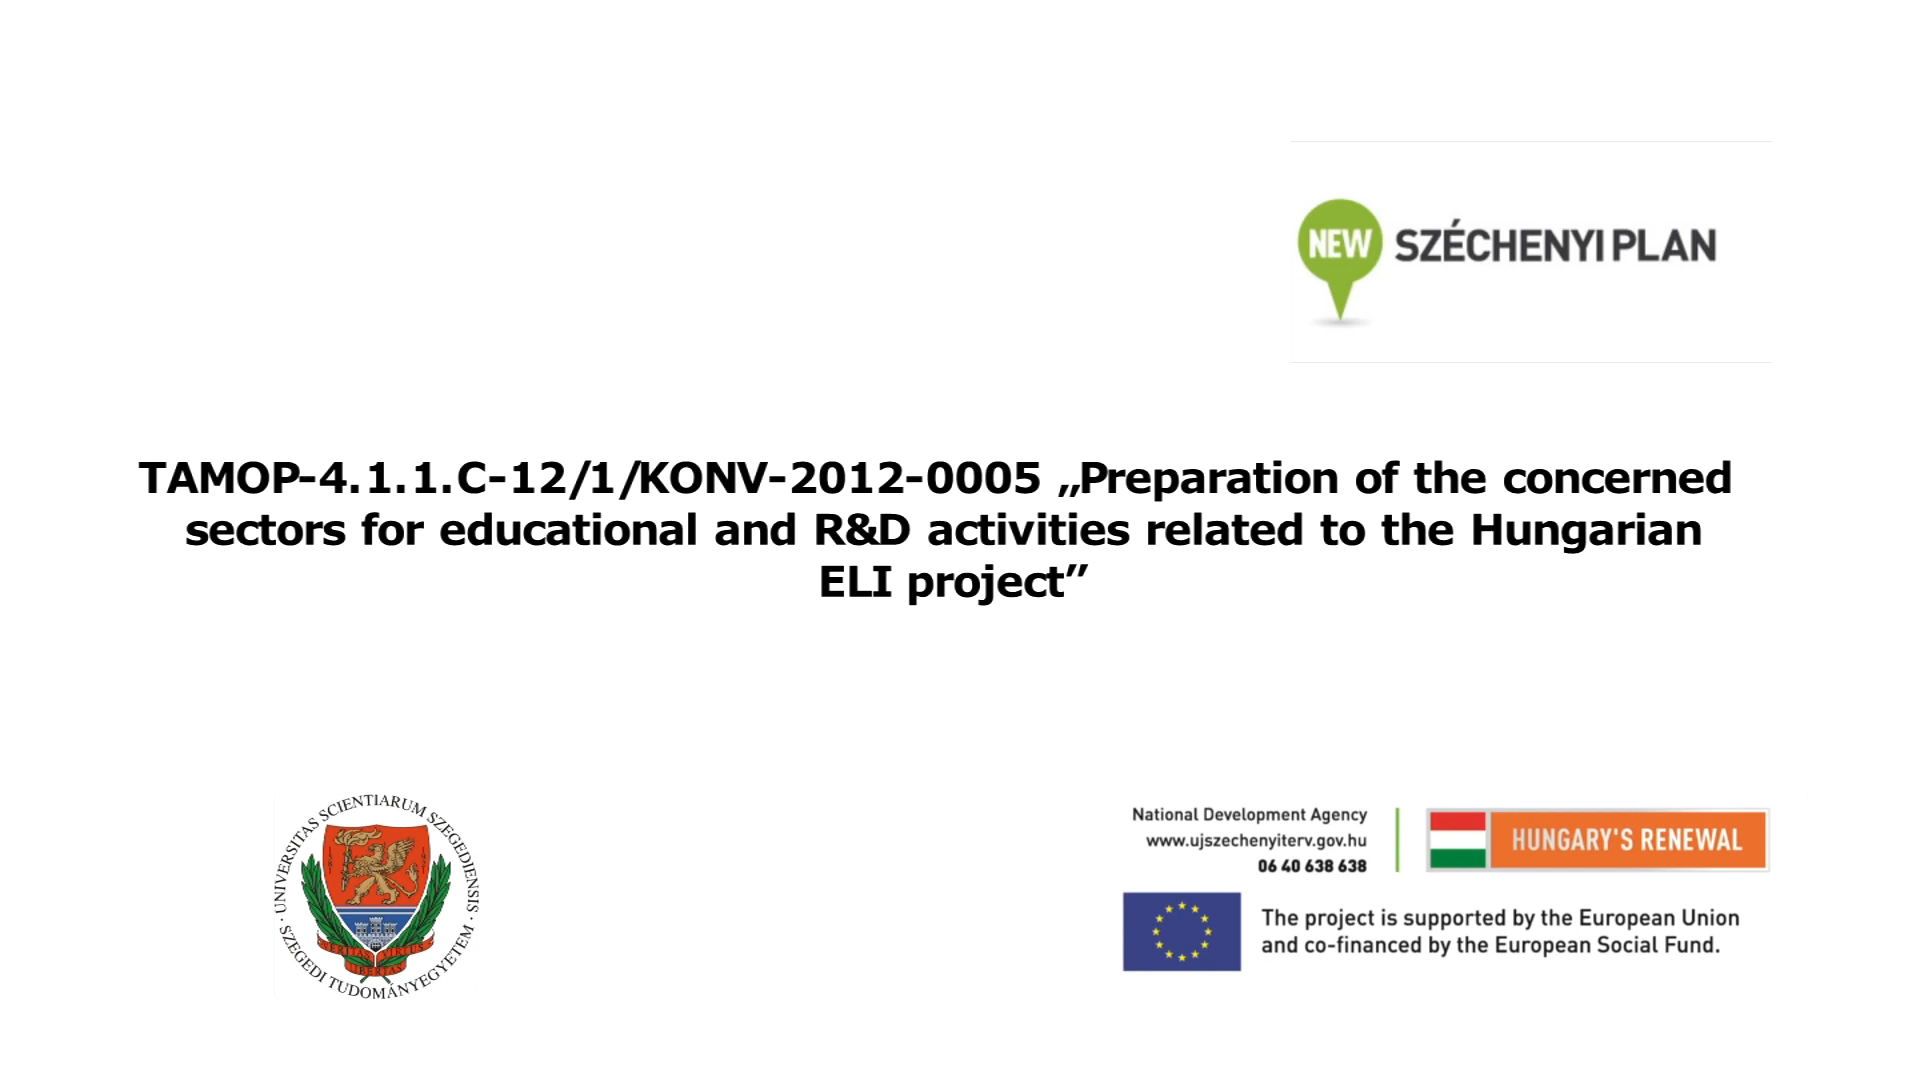 NEW SZÉCHENYI PLAN
TAMOP-4.1.1.C-12/1/KONV-2012-0005 „Preparation of the concerned
sectors for educational and R&D activities related to the Hungarian
ELI project”
· UNIVERSITAS SCIENTIARUM SZEGEDIENSIS ·
SZEGEDI TUDOMÁNYEGYETEM
VERITAS VIRTUS
LIBERTAS
National Development Agency
www.ujszechenyiterv.gov.hu
06 40 638 638
HUNGARY'S RENEWAL
The project is supported by the European Union
and co-financed by the European Social Fund.